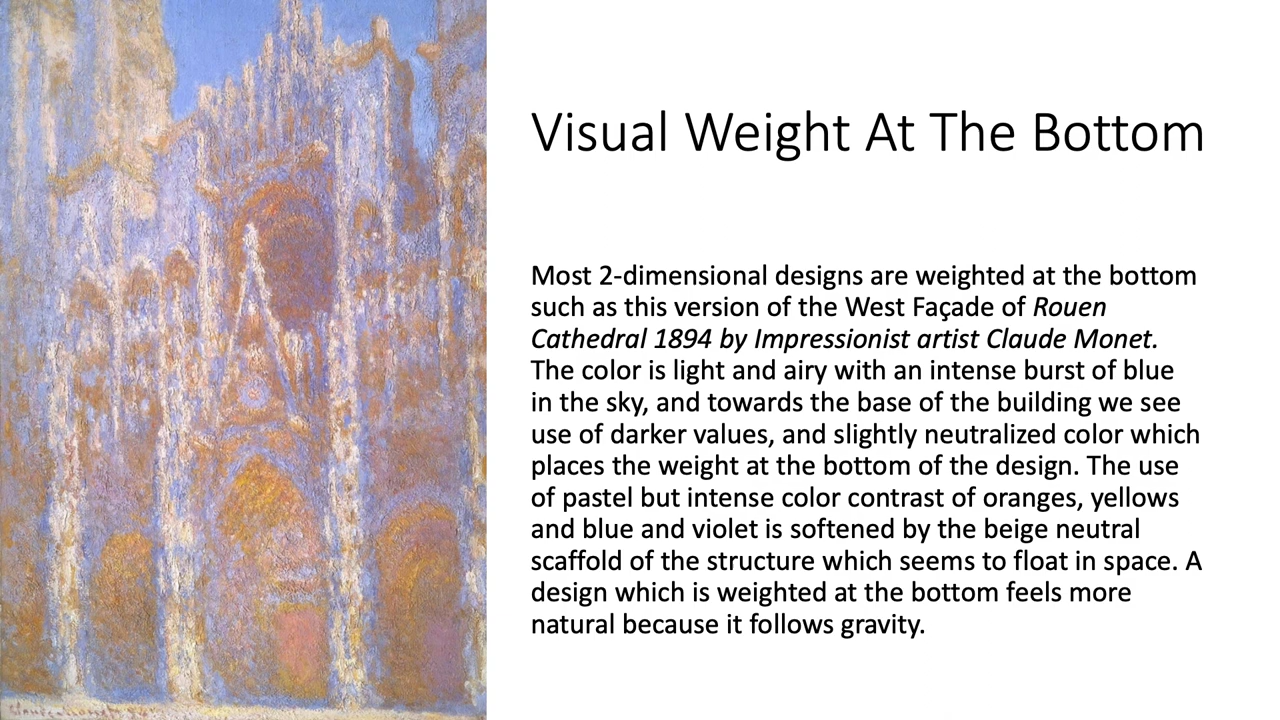 Visual Weight At The Bottom
Most 2-dimensional designs are weighted at the bottom
such as this version of the West Façade of Rouen
Cathedral 1894 by Impressionist artist Claude Monet.
The color is light and airy with an intense burst of blue
in the sky, and towards the base of the building we see
use of darker values, and slightly neutralized color which
places the weight at the bottom of the design. The use
of pastel but intense color contrast of oranges, yellows
and blue and violet is softened by the beige neutral
scaffold of the structure which seems to float in space. A
design which is weighted at the bottom feels more
natural because it follows gravity.
Claude Monet